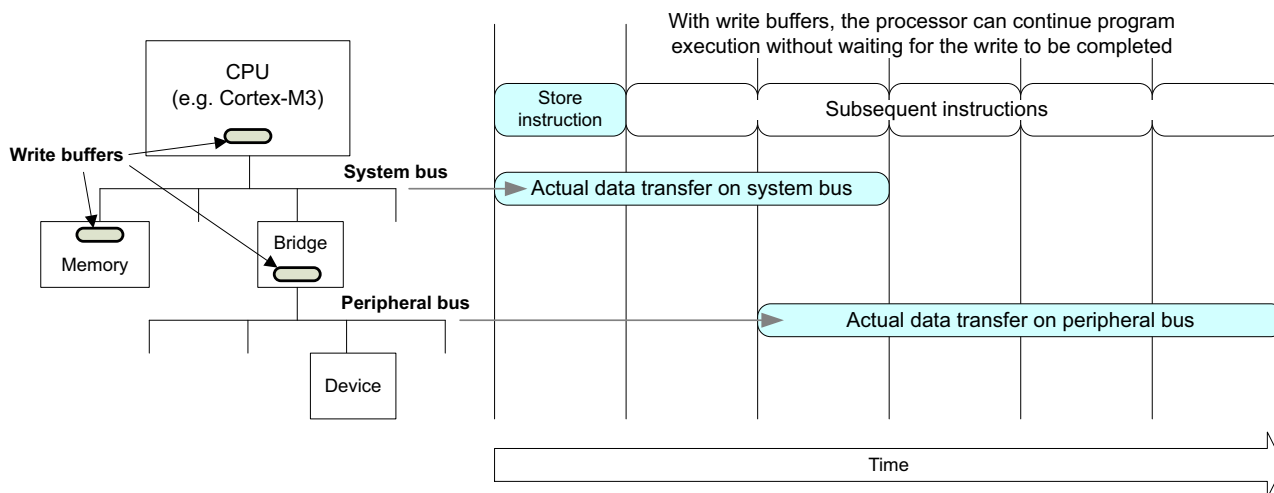 With write buffers, the processor can continue program
execution without waiting for the write to be completed
CPU
(e.g. Cortex-M3)
Write buffers
System bus
Memory
Bridge
Peripheral bus
Device
Store
instruction
Subsequent instructions
Actual data transfer on system bus
Actual data transfer on peripheral bus
Time